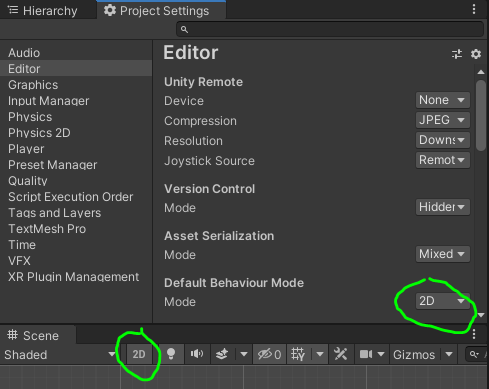 Hierarchy
Project Settings
Editor
Audio
Editor
Graphics
Input Manager
Physics
Physics 2D
Player
Preset Manager
Quality
Script Execution Order
Tags and Layers
TextMesh Pro
Time
VFX
XR Plugin Management
Unity Remote
Device None
Compression JPEG
Resolution Downs
Joystick Source Remot
Version Control
Mode Hidden
Asset Serialization
Mode Mixed
Default Behaviour Mode
Mode 2D
Scene
Shaded 2D 0 Gizmos